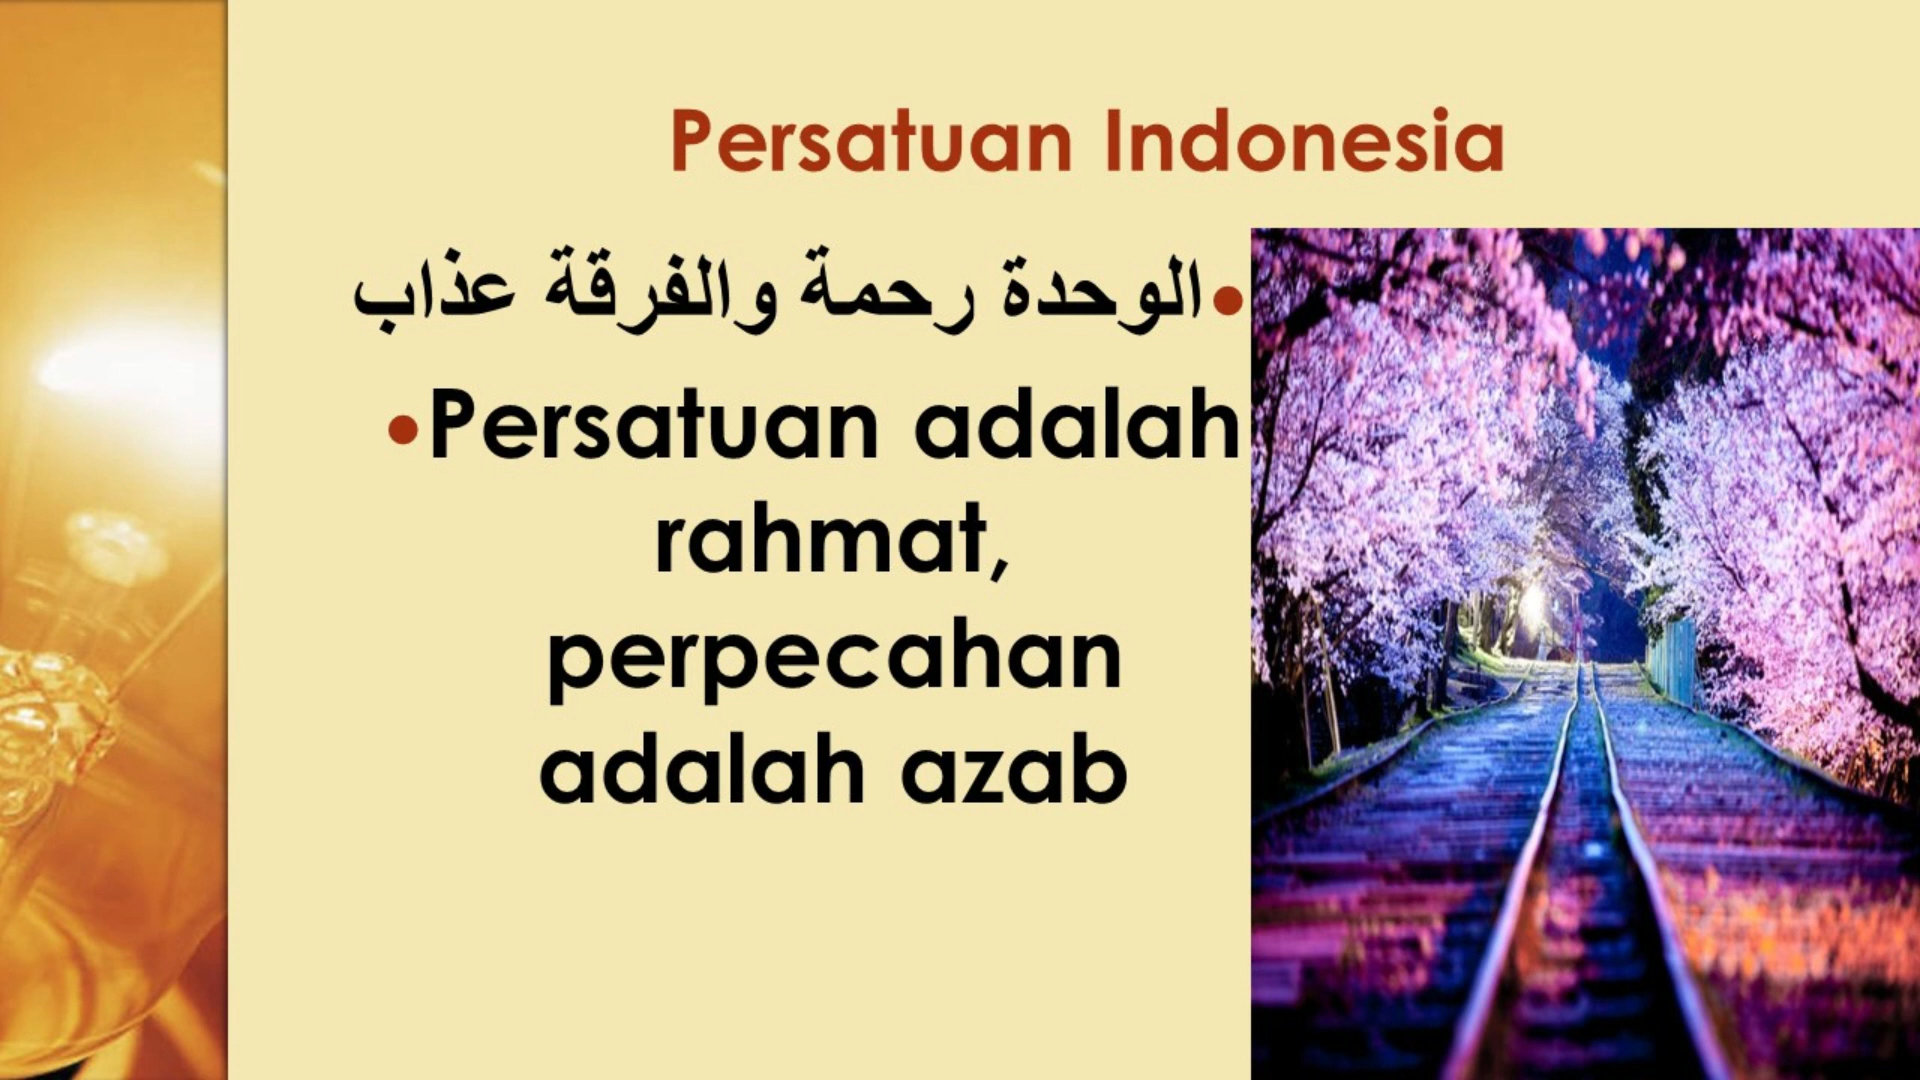 Persatuan Indonesia
•الوحدة رحمة والفرقة عذاب
•Persatuan adalah
rahmat,
perpecahan
adalah azab